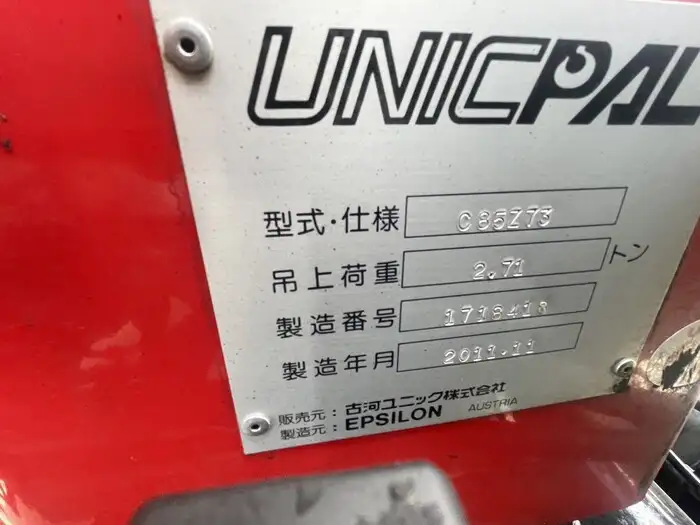 UNICPAL
型式・仕様 C85Z73
吊上荷重 2.71 トン
製造番号
製造年月 2011.11
販売元：古河ユニック株式会社
製造元：EPSILON AUSTRIA